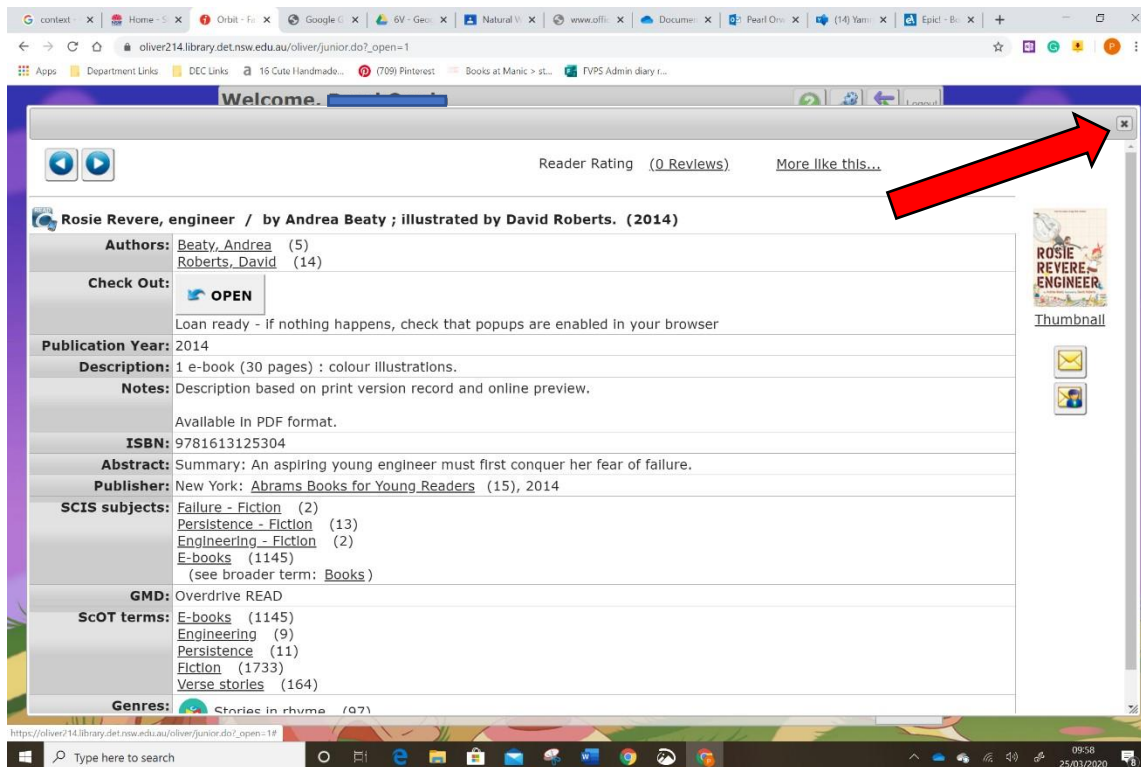 context -
Home - S
Orbit - Fu
Google
6V - Geo
Natural
www.offic
Documen
Pearl On
(14) Yam
Epic! - Bo
oliver214.library.det.nsw.edu.au/oliver/junior.do?_open=1
Apps Department Links DEC Links 16 Cute Handmade... (709) Pinterest Books at Manic > st... FVPS Admin diary r...
Welcome,
Logout
Reader Rating (0 Reviews) More like this...
Rosie Revere, engineer / by Andrea Beaty ; illustrated by David Roberts. (2014)
Authors: Beaty, Andrea (5)
Roberts, David (14)
Check Out:
OPEN
Loan ready - if nothing happens, check that popups are enabled in your browser
Publication Year: 2014
Description: 1 e-book (30 pages) : colour illustrations.
Notes: Description based on print version record and online preview.
Available in PDF format.
ISBN: 9781613125304
Abstract: Summary: An aspiring young engineer must first conquer her fear of failure.
Publisher: New York: Abrams Books for Young Readers (15), 2014
SCIS subjects: Failure - Fiction (2)
Persistence - Fiction (13)
Engineering - Fiction (2)
E-books (1145)
(see broader term: Books)
GMD: Overdrive READ
ScOT terms: E-books (1145)
Engineering (9)
Persistence (11)
Fiction (1733)
Verse stories (164)
Genres: Stories in rhyme (97)
ROSIE
REVERE,
ENGINEER
Thumbnail
https://oliver214.library.det.nsw.edu.au/oliver/junior.do?_open=1#
Type here to search
09:58
25/03/2020